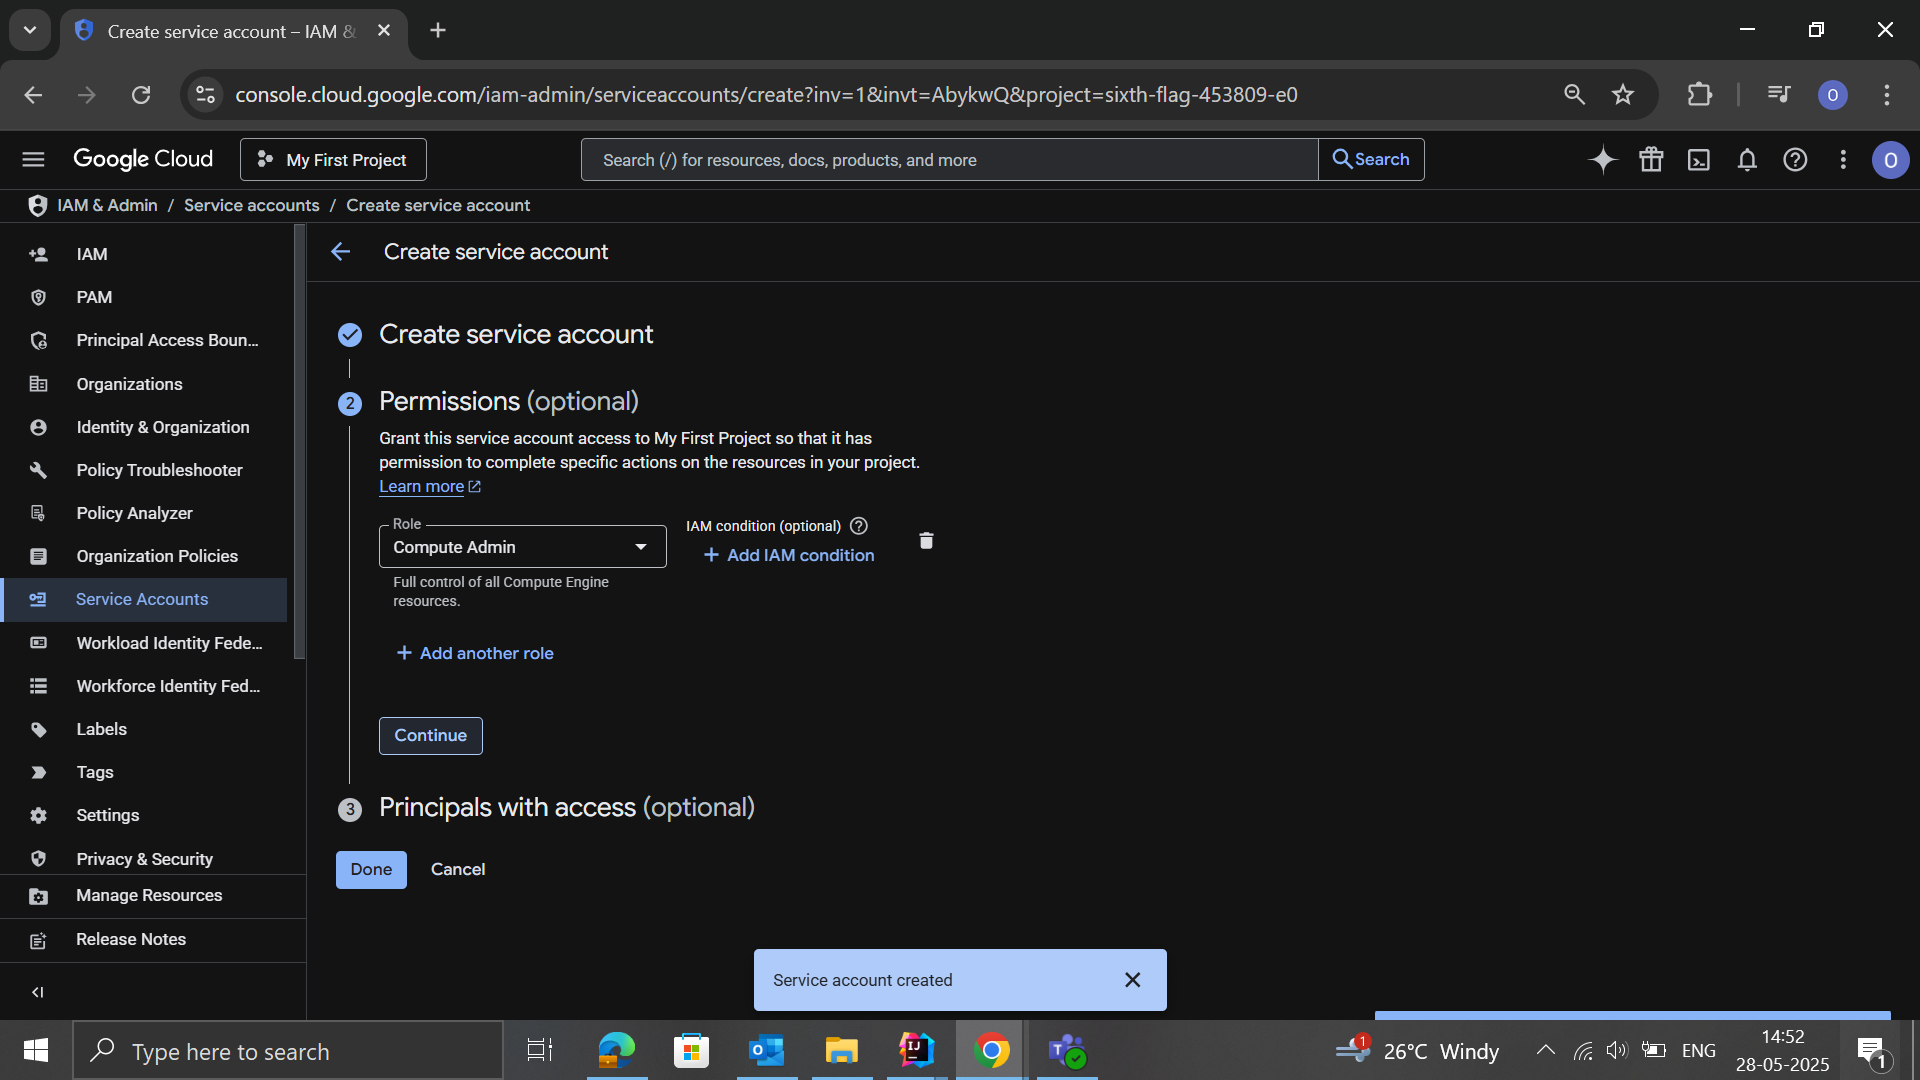 Create service account – IAM &
console.cloud.google.com/iam-admin/serviceaccounts/create?inv=1&invt=AbykwQ&project=sixth-flag-453809-e0
O
Google Cloud
My First Project
Search (/) for resources, docs, products, and more
Search
O
IAM & Admin / Service accounts / Create service account
IAM
PAM
Principal Access Boun...
Organizations
Identity & Organization
Policy Troubleshooter
Policy Analyzer
Organization Policies
Service Accounts
Workload Identity Fede...
Workforce Identity Fed...
Labels
Tags
Settings
Privacy & Security
Manage Resources
Release Notes
Create service account
Create service account
2 Permissions (optional)
Grant this service account access to My First Project so that it has
permission to complete specific actions on the resources in your project.
Learn more
Role
Compute Admin
Full control of all Compute Engine
resources.
IAM condition (optional)
+ Add IAM condition
+ Add another role
Continue
3 Principals with access (optional)
Done
Cancel
Service account created
Type here to search
1
26°C Windy
ENG
14:52
28-05-2025
1